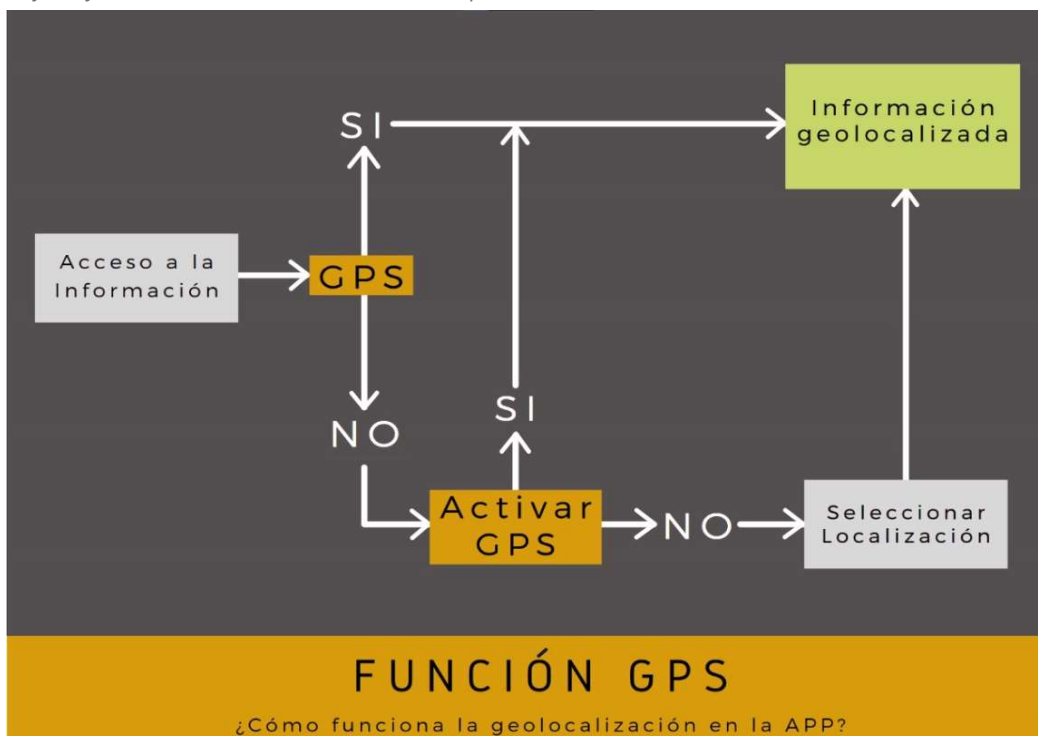 SI
Información
geolocalizada
Acceso a la
Información
GPS
NO
SI
Activar
GPS
NO
Seleccionar
Localización
FUNCIÓN GPS
¿Cómo funciona la geolocalización en la APP?